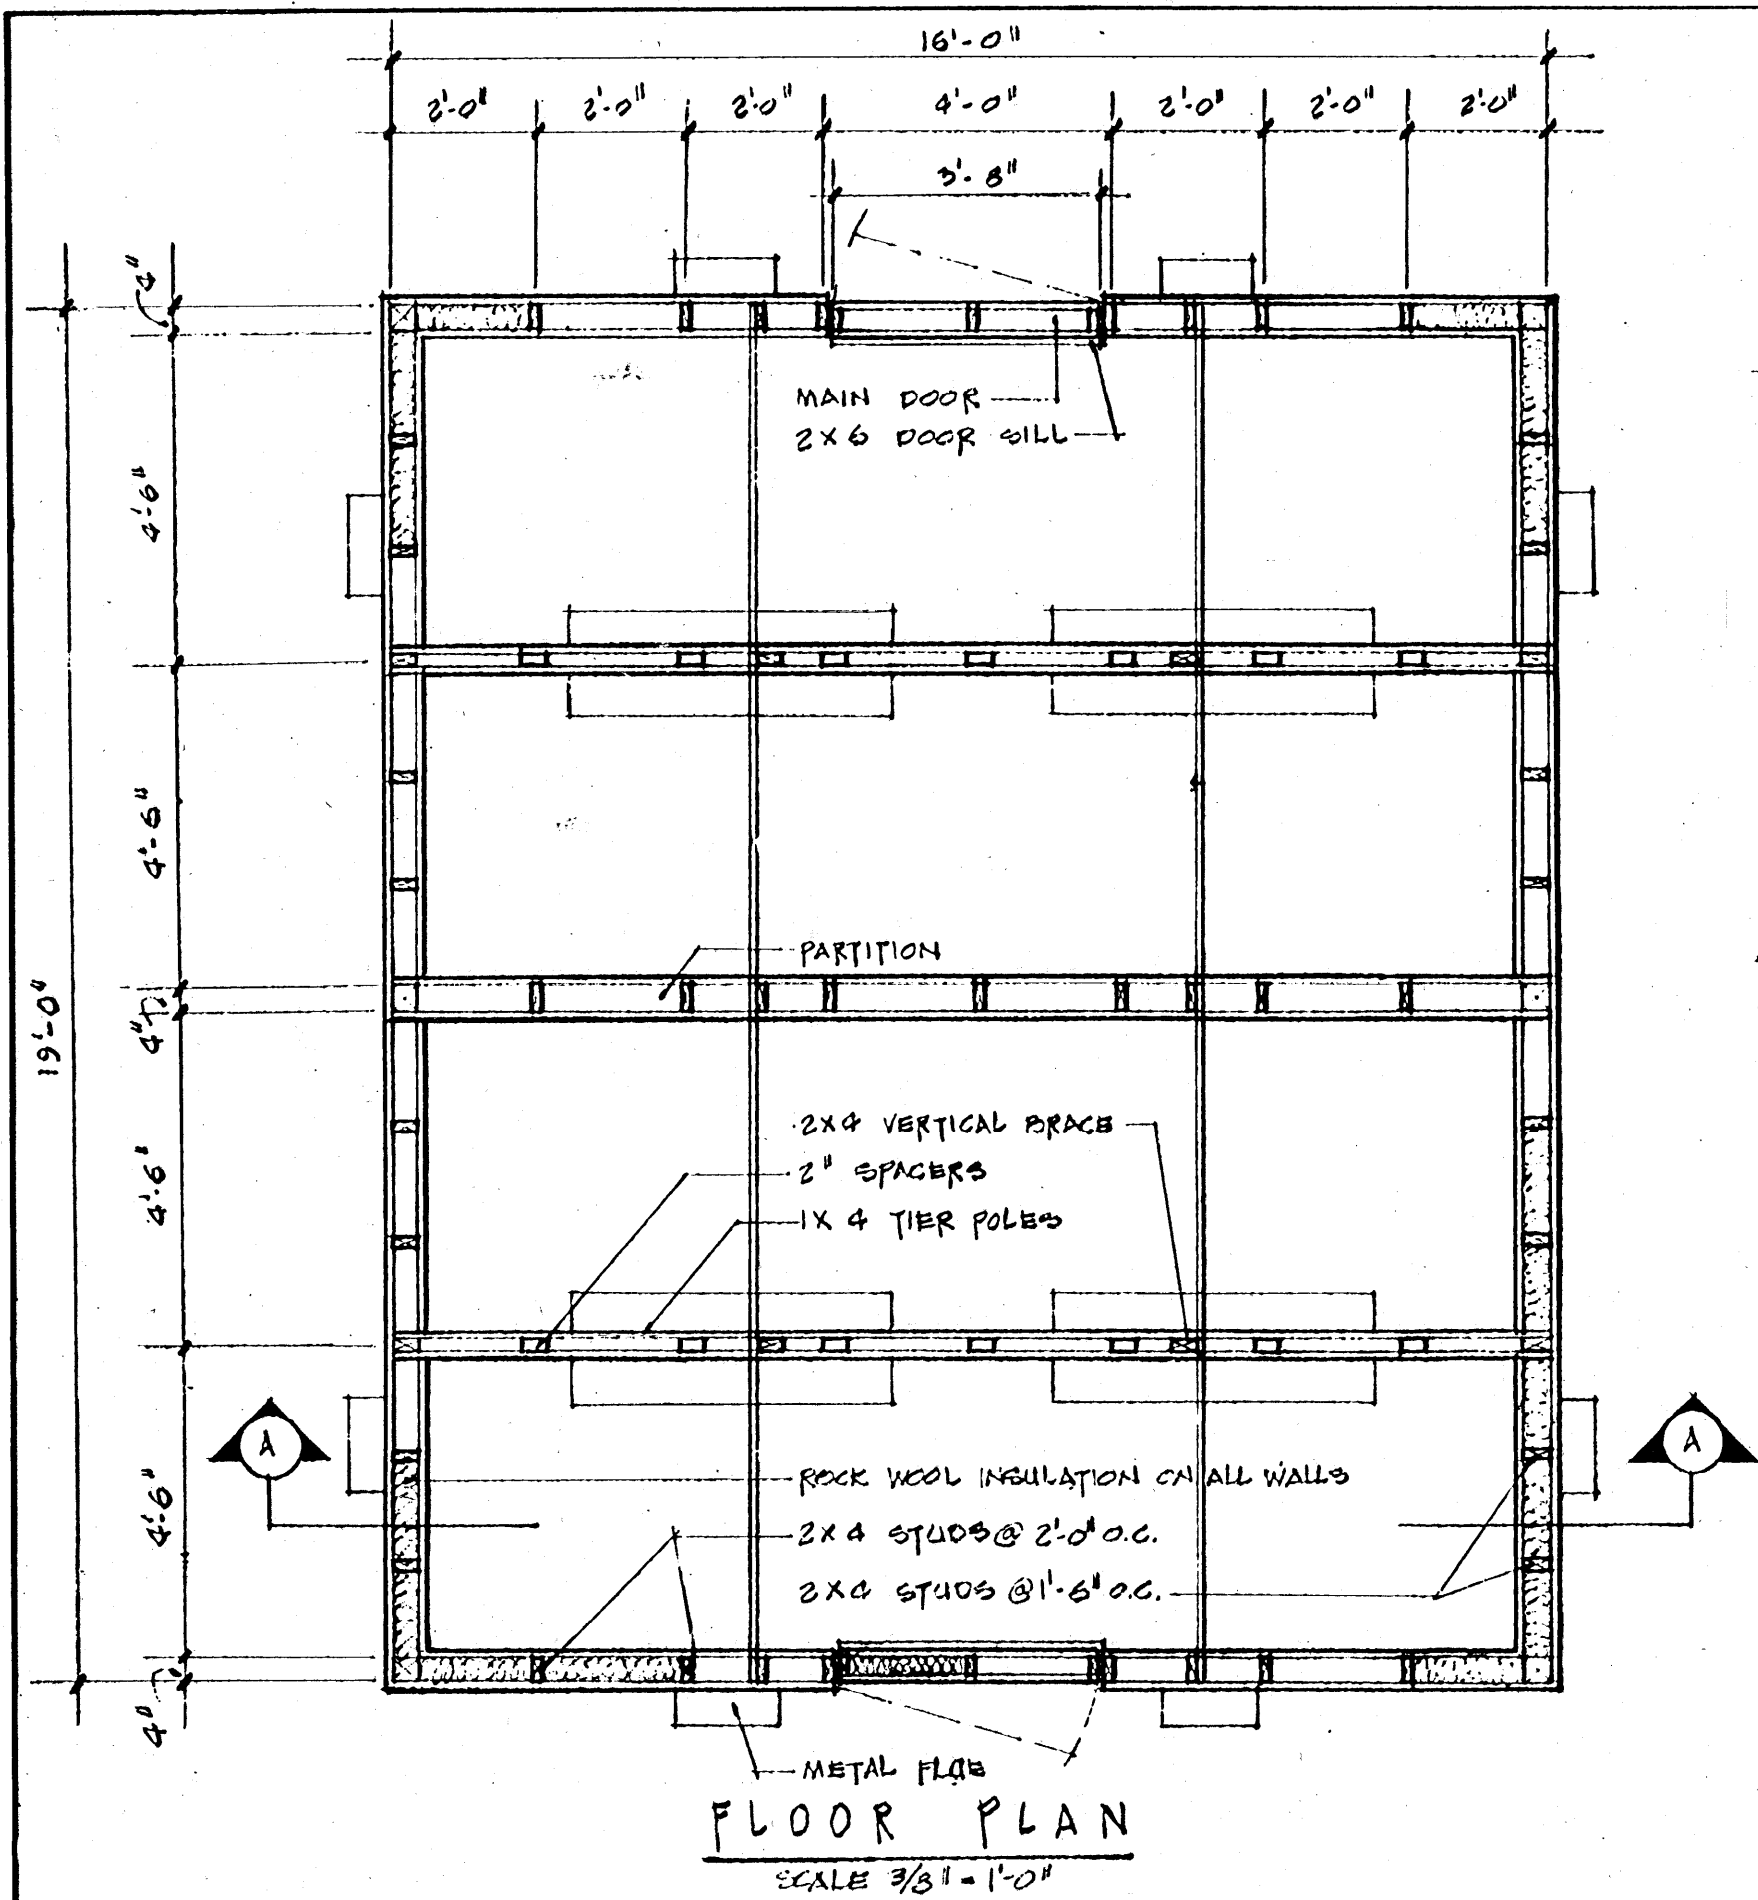 16'-0"
2'-0" 2'-0" 2'-0" 4'-0" 2'-0" 2'-0" 2'-0"
3'-8"
4"
MAIN DOOR
2X6 DOOR SILL
4'-6"
4'-6"
PARTITION
19'-0"
4"
2X4 VERTICAL BRACE
2" SPACERS
1X4 TIER POLES
4'-6"
A
A
ROCK WOOL INSULATION ON ALL WALLS
2X4 STUDS @ 2'-0" O.C.
2X4 STUDS @ 1'-6" O.C.
4'-6"
4"
METAL FLUE
FLOOR PLAN
SCALE 3/8" = 1'-0"